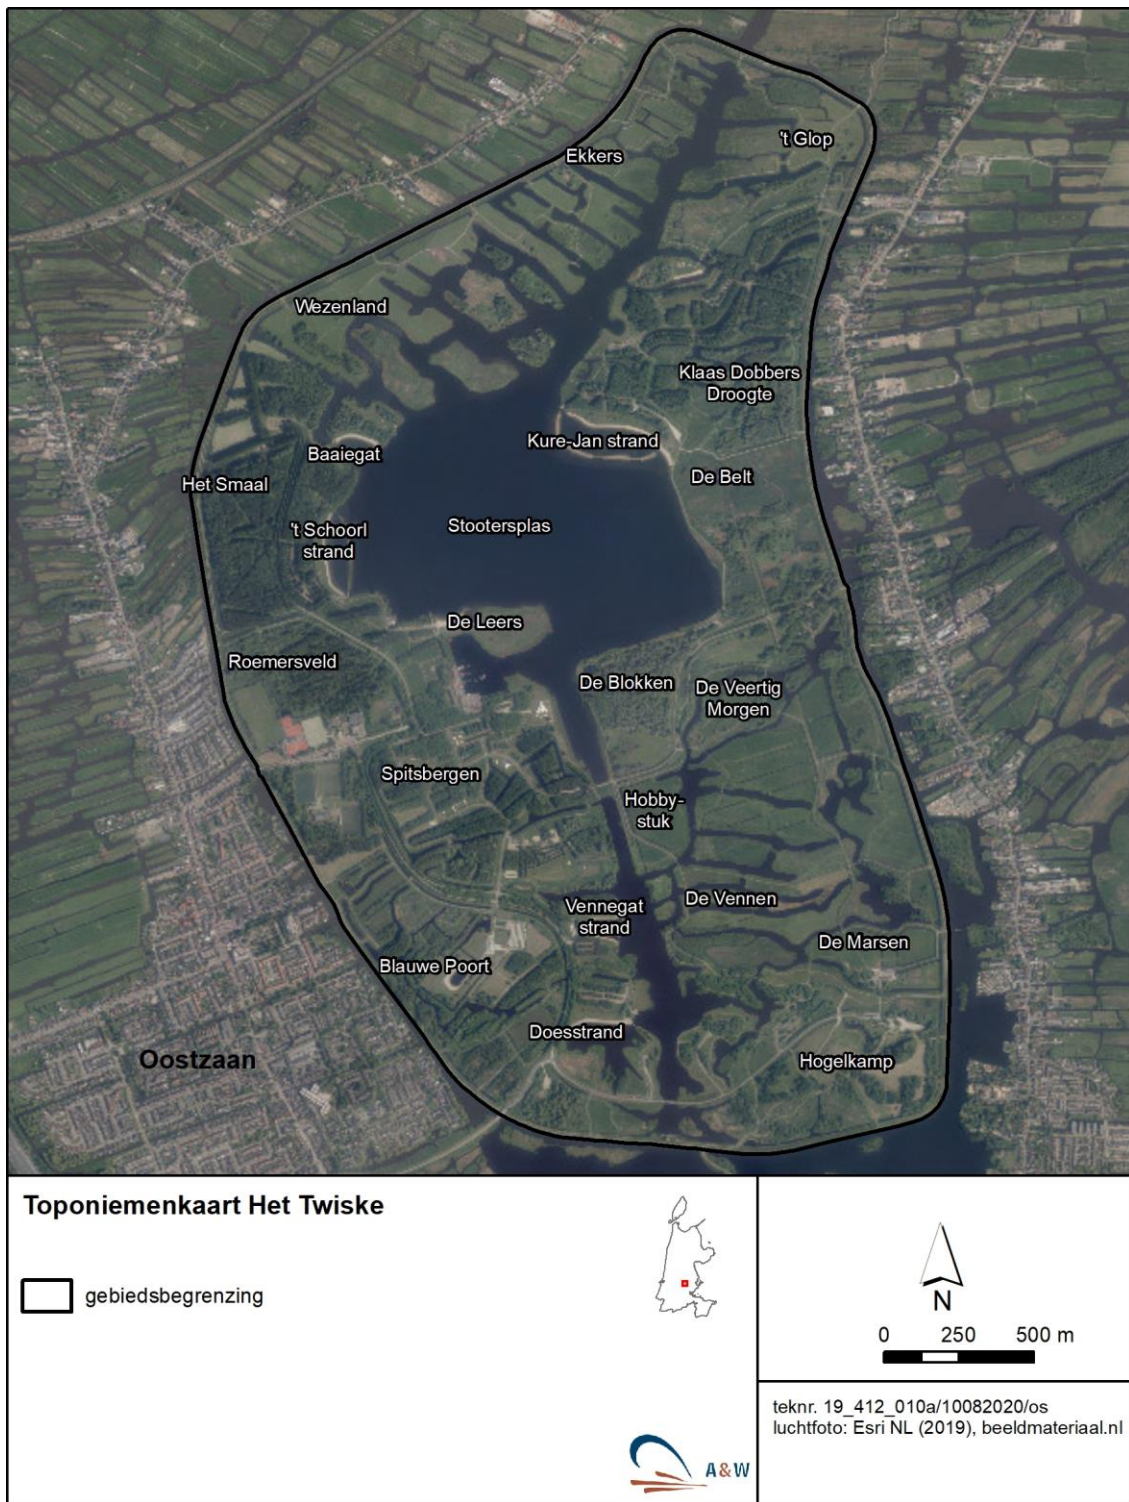 't Glop
Ekkers
Wezenland
Klaas Dobbers
Droogte
Kure-Jan strand
Baaiegat
De Belt
Het Smaal
't Schoorl
strand
Stootersplas
De Leers
Roemersveld
De Blokken
De Veertig
Morgen
Spitsbergen
Hobby-
stuk
De Vennen
Vennegat
strand
De Marsen
Blauwe Poort
Doesstrand
Oostzaan
Hogelkamp
Toponiemenkaart Het Twiske
gebiedsbegrenzing
N
0 250 500 m
teknr. 19_412_010a/10082020/os
luchtfoto: Esri NL (2019), beeldmateriaal.nl
A&W